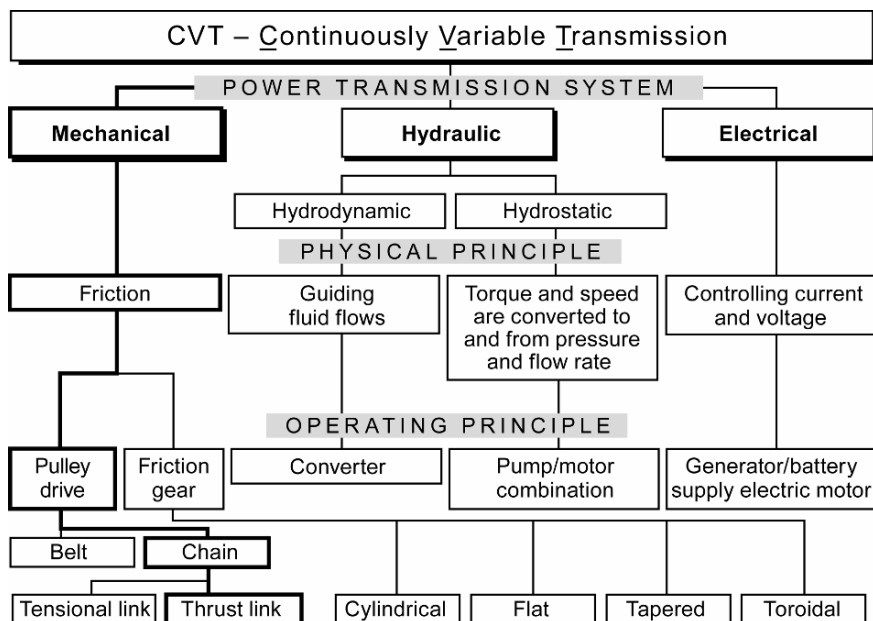 CVT – Continuously Variable Transmission
POWER TRANSMISSION SYSTEM
Mechanical
Hydraulic
Electrical
Hydrodynamic
Hydrostatic
PHYSICAL PRINCIPLE
Friction
Guiding
fluid flows
Torque and speed
are converted to
and from pressure
and flow rate
Controlling current
and voltage
OPERATING PRINCIPLE
Pulley
drive
Friction
gear
Converter
Pump/motor
combination
Generator/battery
supply electric motor
Belt
Chain
Tensional link
Thrust link
Cylindrical
Flat
Tapered
Toroidal